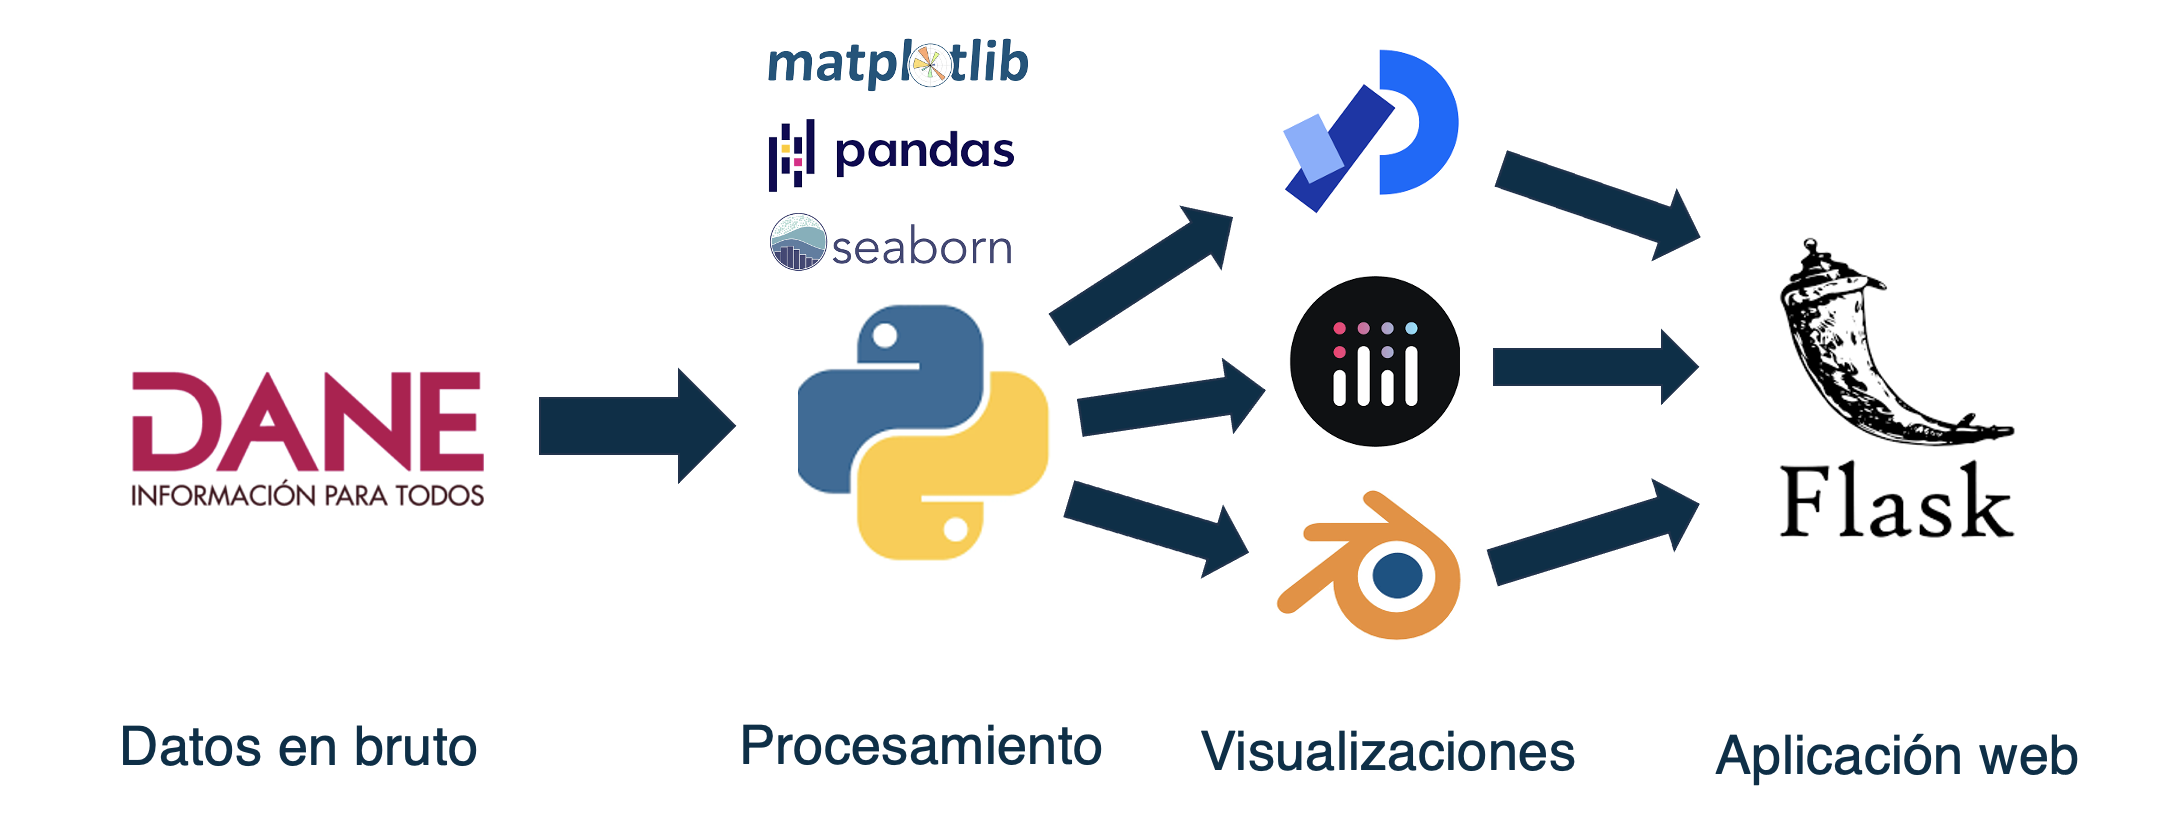 matplotlib
pandas
seaborn
DANE
INFORMACIÓN PARA TODOS
Flask
Datos en bruto
Procesamiento
Visualizaciones
Aplicación web